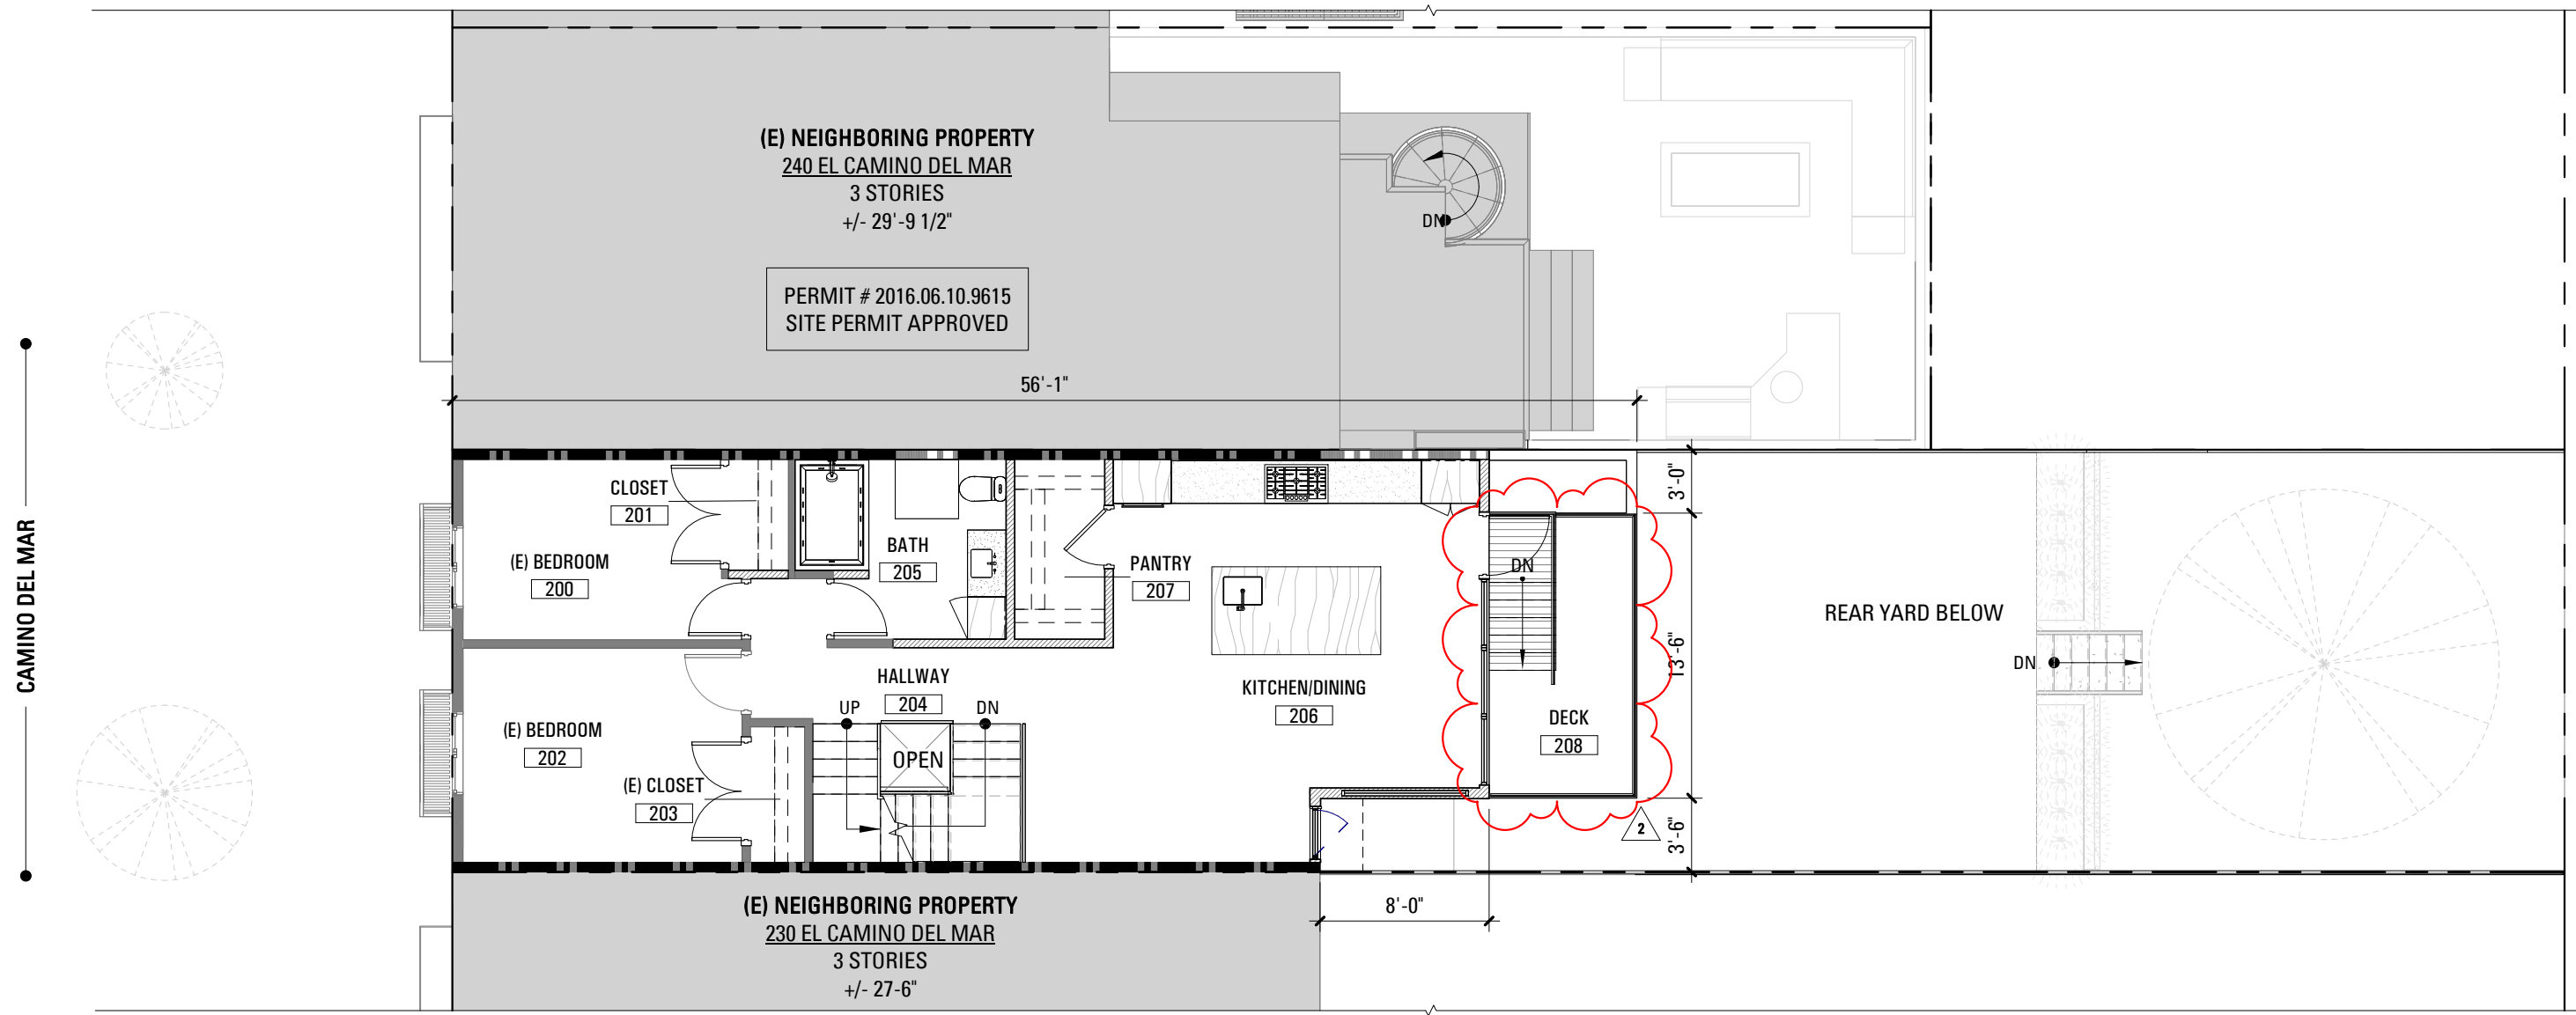 (E) NEIGHBORING PROPERTY
240 EL CAMINO DEL MAR
3 STORIES
+/- 29'-9 1/2"
DN
PERMIT # 2016.06.10.9615
SITE PERMIT APPROVED
56'-1"
CAMINO DEL MAR
CLOSET
201
(E) BEDROOM
200
BATH
205
PANTRY
207
3'-0"
DN
13'-6"
REAR YARD BELOW
DN
HALLWAY
204
UP
DN
OPEN
KITCHEN/DINING
206
DECK
208
(E) BEDROOM
202
(E) CLOSET
203
2
3'-6"
8'-0"
(E) NEIGHBORING PROPERTY
230 EL CAMINO DEL MAR
3 STORIES
+/- 27-6"